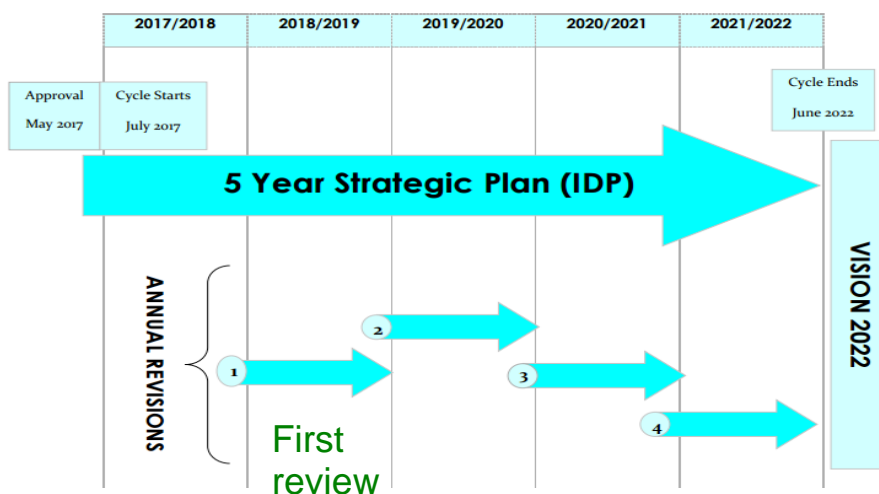 2017/2018 2018/2019 2019/2020 2020/2021 2021/2022
Approval
May 2017
Cycle Starts
July 2017
Cycle Ends
June 2022
5 Year Strategic Plan (IDP)
VISION 2022
ANNUAL REVISIONS
2
1
3
4
First
review